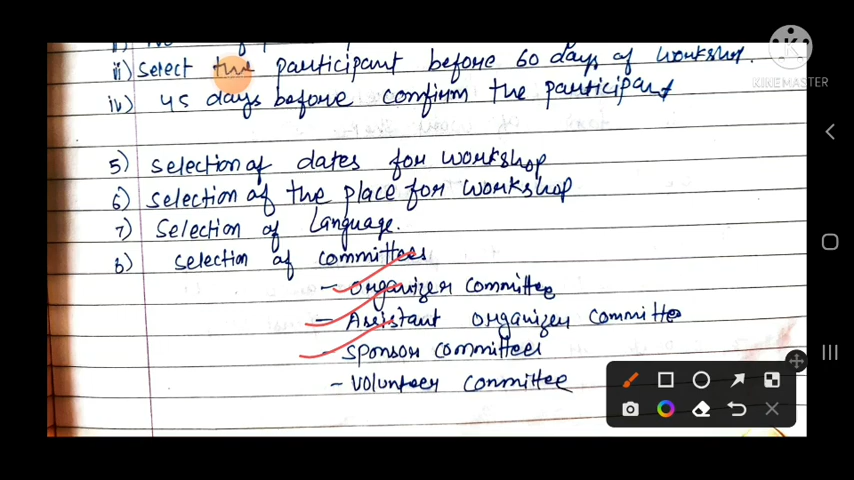 iii) Select the participant before 60 days of workshop.
iv) 45 days before confirm the participant
5) selection of dates for workshop
6) selection of the place for workshop
7) selection of language.
8) selection of committees
- Organizer committee
- Assistant organizer committee
- Sponsor committees
- Volunteer committee
KINEMASTER